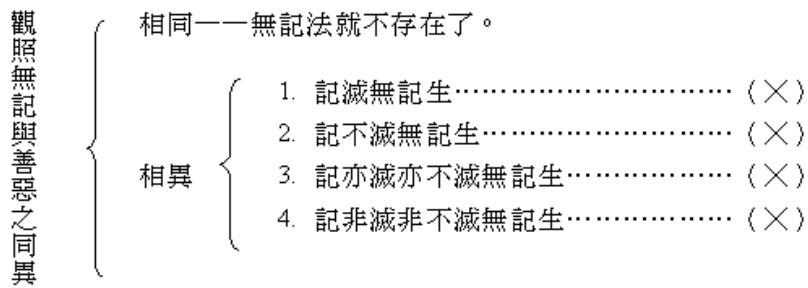 觀照無記與善惡之同異
相同——無記法就不存在了。
相異
1. 記滅無記生………………………… (×)
2. 記不滅無記生……………………… (×)
3. 記亦滅亦不滅無記生……………… (×)
4. 記非滅非不滅無記生……………… (×)